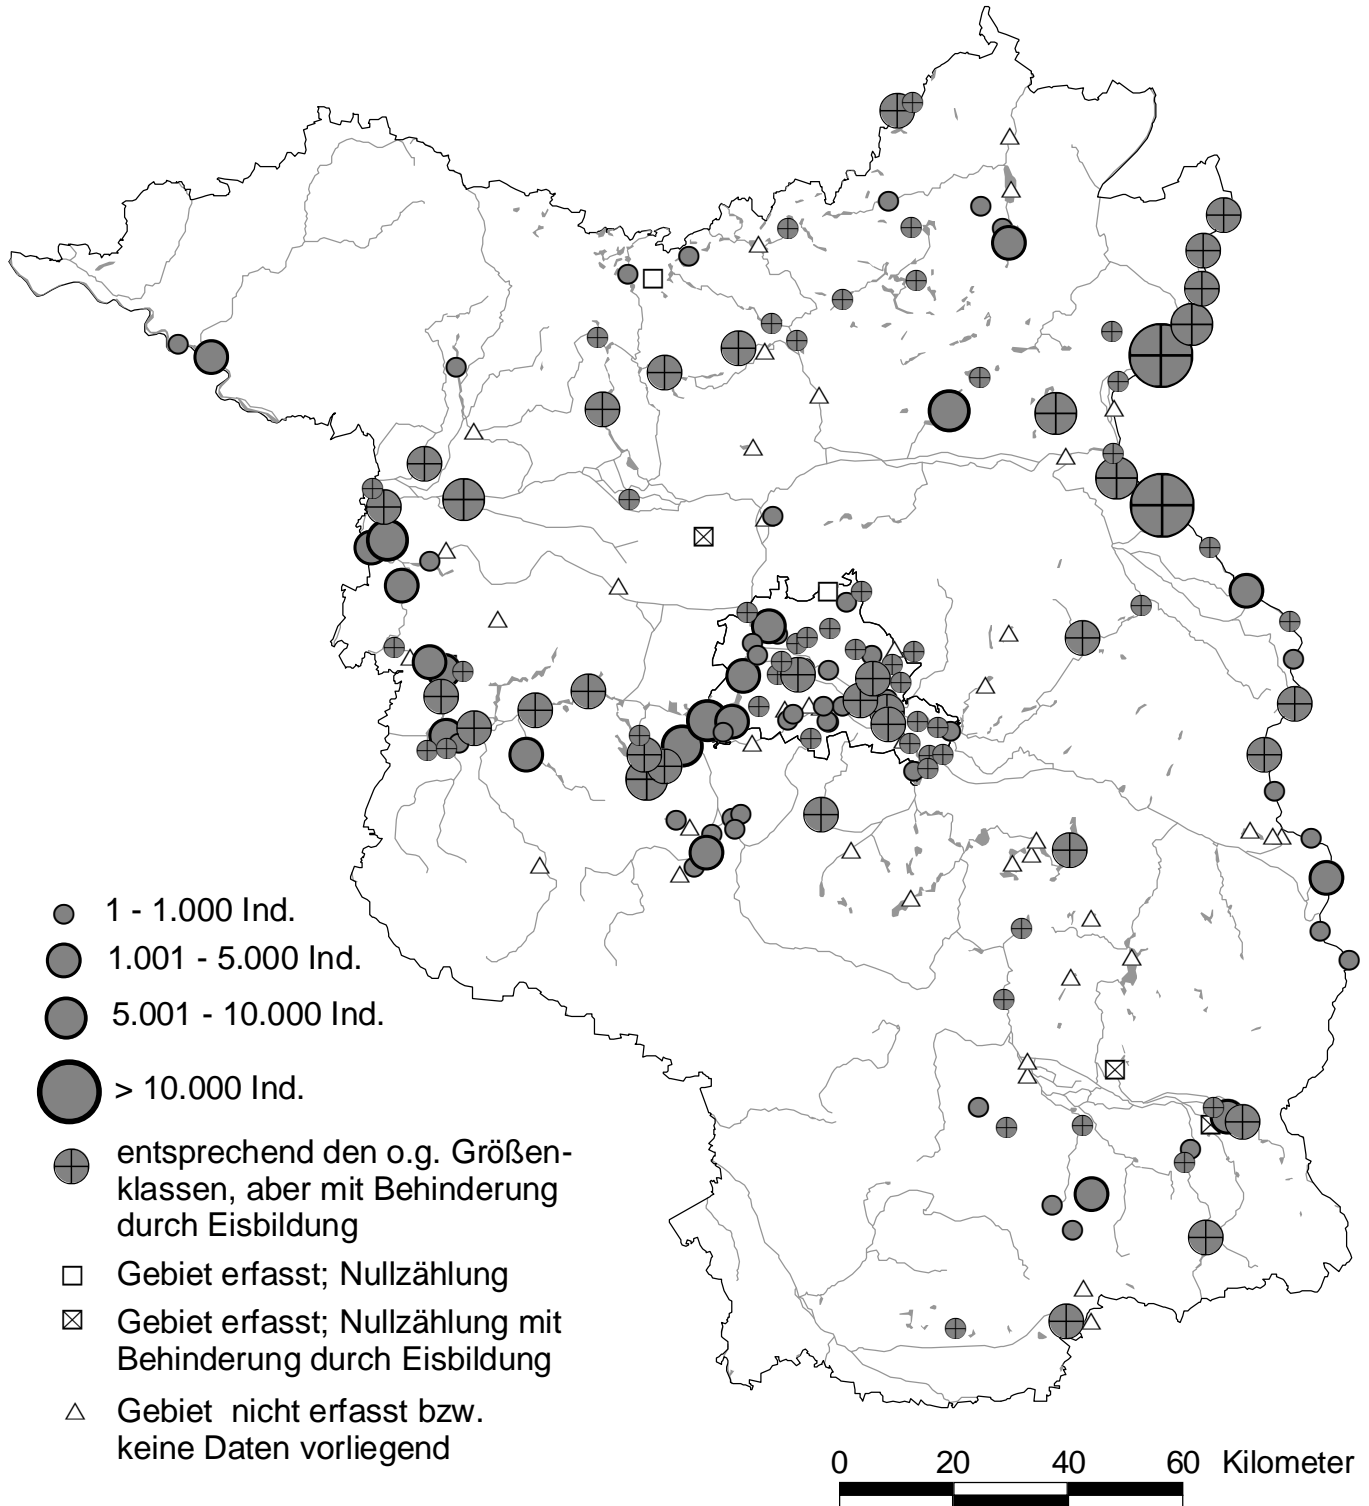 1 - 1.000 Ind.
1.001 - 5.000 Ind.
5.001 - 10.000 Ind.
> 10.000 Ind.
entsprechend den o.g. Größen-
klassen, aber mit Behinderung
durch Eisbildung
Gebiet erfasst; Nullzählung
Gebiet erfasst; Nullzählung mit
Behinderung durch Eisbildung
Gebiet nicht erfasst bzw.
keine Daten vorliegend
0 20 40 60 Kilometer